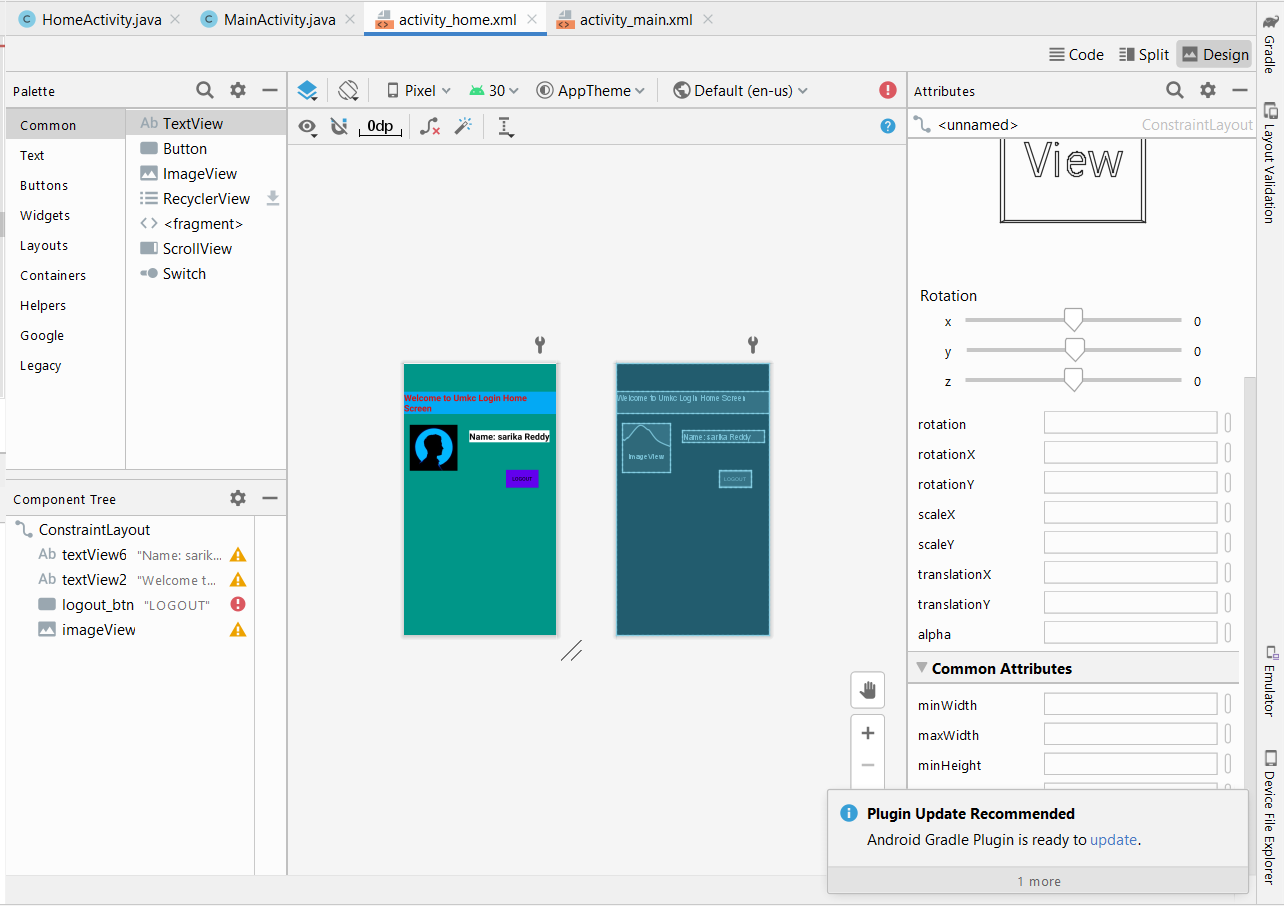 HomeActivity.java
MainActivity.java
activity_home.xml
activity_main.xml
Code
Split
Design
Palette
Common
Text
Buttons
Widgets
Layouts
Containers
Helpers
Google
Legacy
Ab TextView
Button
ImageView
RecyclerView
<> <fragment>
ScrollView
Switch
Component Tree
ConstraintLayout
Ab textView6 "Name: sarik...
Ab textView2 "Welcome t...
logout_btn "LOGOUT"
imageView
Pixel
30
AppTheme
Default (en-us)
0dp
Welcome to Umkc Login Home
Screen
Name: sarika Reddy
LOGOUT
Welcome to Umkc Login Home Screen
ImageView
Name: sarika Reddy
LOGOUT
Attributes
<unnamed> ConstraintLayout
View
Rotation
x 0
y 0
z 0
rotation
rotationX
rotationY
scaleX
scaleY
translationX
translationY
alpha
Common Attributes
minWidth
maxWidth
minHeight
Plugin Update Recommended
Android Gradle Plugin is ready to update.
1 more
Gradle
Layout Validation
Emulator
Device File Explorer